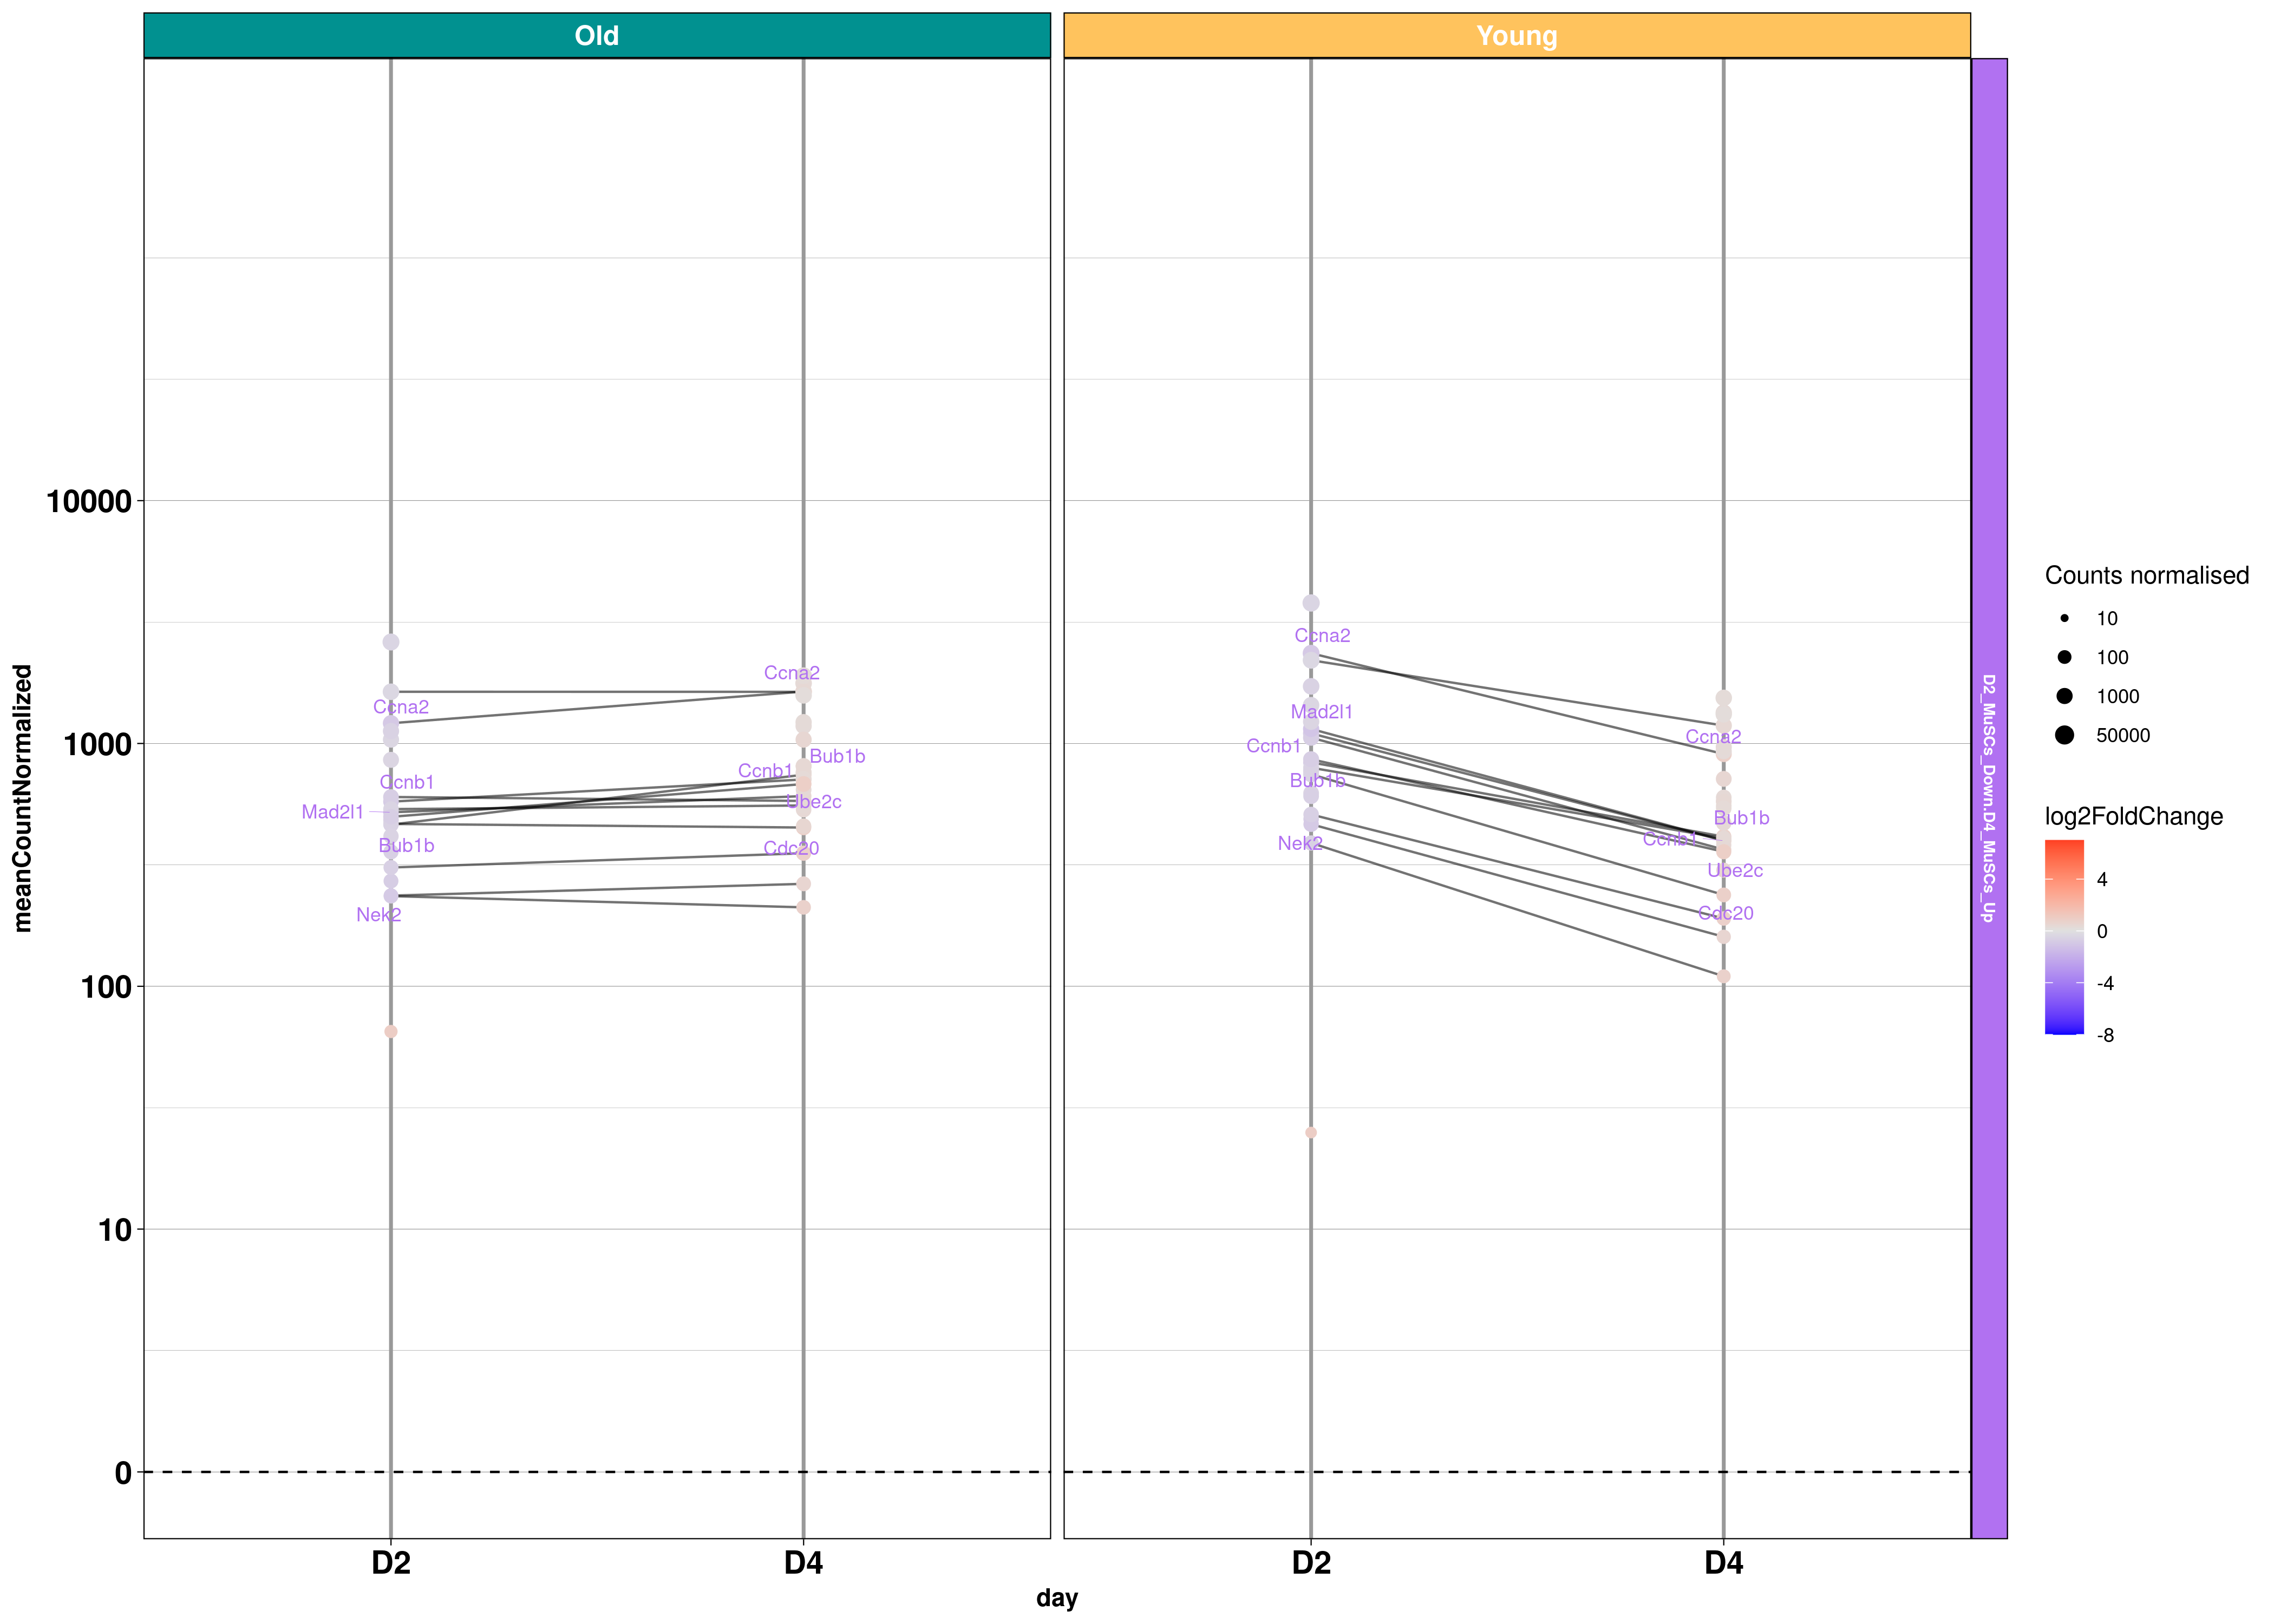 Old
Young
meanCountNormalized
10000
1000
100
10
0
Ccna2
Ccnb1
Mad2l1
Bub1b
Nek2
Ccna2
Bub1b
Ccnb1
Ube2c
Cdc20
Ccna2
Mad2l1
Ccnb1
Bub1b
Nek2
Ccna2
Bub1b
Ccnb1
Ube2c
Cdc20
D2_MuSCs_Down.D4_MuSCs_Up
D2
D4
D2
D4
day
Counts normalised
10
100
1000
50000
log2FoldChange
4
0
-4
-8